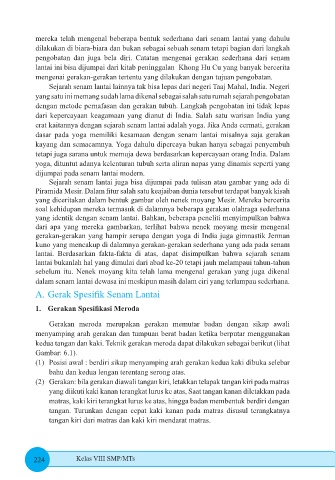 mereka telah mengenal beberapa bentuk sederhana dari senam lantai yang dahulu
dilakukan di biara-biara dan bukan sebagai sebuah senam tetapi bagian dari langkah
pengobatan dan juga bela diri. Catatan mengenai gerakan sederhana dari senam
lantai ini bisa dijumpai dari kitab peninggalan Khong Hu Cu yang banyak bercerita
mengenai gerakan-gerakan tertentu yang dilakukan dengan tujuan pengobatan.
Sejarah senam lantai lainnya tak bisa lepas dari negeri Taaj Mahal, India. Negeri
yang satu ini memang sudah lama dikenal sebagai salah satu rumah sejarah pengobatan
dengan metode pernafasan dan gerakan tubuh. Langkah pengobatan ini tidak lepas
dari kepercayaan keagamaan yang dianut di India. Salah satu warisan India yang
erat kaitannya dengan sejarah senam lantai adalah yoga. Jika Anda cermati, gerakan
dasar pada yoga memiliki kesamaan dengan senam lantai misalnya saja gerakan
kayang dan semacamnya. Yoga dahulu dipercaya bukan hanya sebagai penyembuh
tetapi juga sarana untuk memuja dewa berdasarkan kepercayaan orang India. Dalam
yoga, dituntut adanya kelenturan tubuh serta aliran napas yang dinamis seperti yang
dijumpai pada senam lantai modern.
Sejarah senam lantai juga bisa dijumpai pada tulisan atau gambar yang ada di
Piramida Mesir. Dalam fitur salah satu keajaiban dunia tersebut terdapat banyak kisah
yang diceritakan dalam bentuk gambar oleh nenek moyang Mesir. Mereka bercerita
soal kehidupan mereka termasuk di dalamnya beberapa gerakan olahraga sederhana
yang identik dengan senam lantai. Bahkan, beberapa peneliti menyimpulkan bahwa
dari apa yang mereka gambarkan, terlihat bahwa nenek moyang mesir mengenal
gerakan-gerakan yang hampir serupa dengan yoga di India juga gimnastik Jerman
kuno yang mencakup di dalamnya gerakan-gerakan sederhana yang ada pada senam
lantai. Berdasarkan fakta-fakta di atas, dapat disimpulkan bahwa sejarah senam
lantai bukanlah hal yang dimulai dari abad ke-20 tetapi jauh melampaui tahun-tahun
sebelum itu. Nenek moyang kita telah lama mengenal gerakan yang juga dikenal
dalam senam lantai dewasa ini meskipun masih dalam ciri yang terlampau sederhana.
A. Gerak Spesifik Senam Lantai
1. Gerakan Spesifikasi Meroda
Gerakan meroda merupakan gerakan memutar badan dengan sikap awali
menyamping arah gerakan dan tumpuan berat badan ketika berputar menggunakan
kedua tangan dan kaki. Teknik gerakan meroda dapat dilakukan sebagai berikut (lihat
Gambar: 6.1).
(1) Posisi awal : berdiri sikap menyamping arah gerakan kedua kaki dibuka selebar
bahu dan kedua lengan terentang serong atas.
(2) Gerakan: bila gerakan diawali tangan kiri, letakkan telapak tangan kiri pada matras
yang diikuti kaki kanan terangkat lurus ke atas, Saat tangan kanan diletakkan pada
matras, kaki kiri terangkat lurus ke atas, hingga badan membentuk berdiri dengan
tangan. Turunkan dengan cepat kaki kanan pada matras disusul terangkatnya
tangan kiri dari matras dan kaki kiri mendarat matras.
224
Kelas VIII SMP/MTs